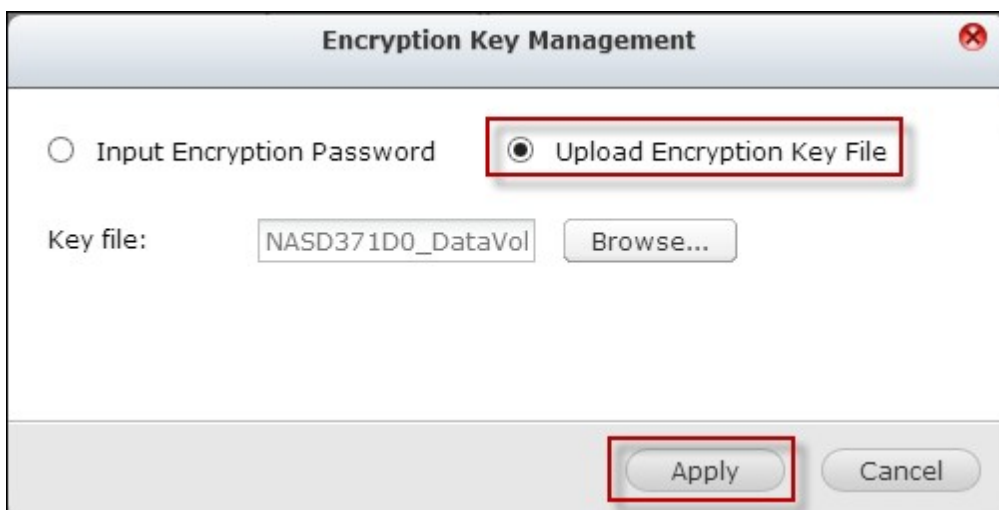 Encryption Key Management
Input Encryption Password Upload Encryption Key File
Key file: NASD371D0_DataVol Browse...
Apply Cancel